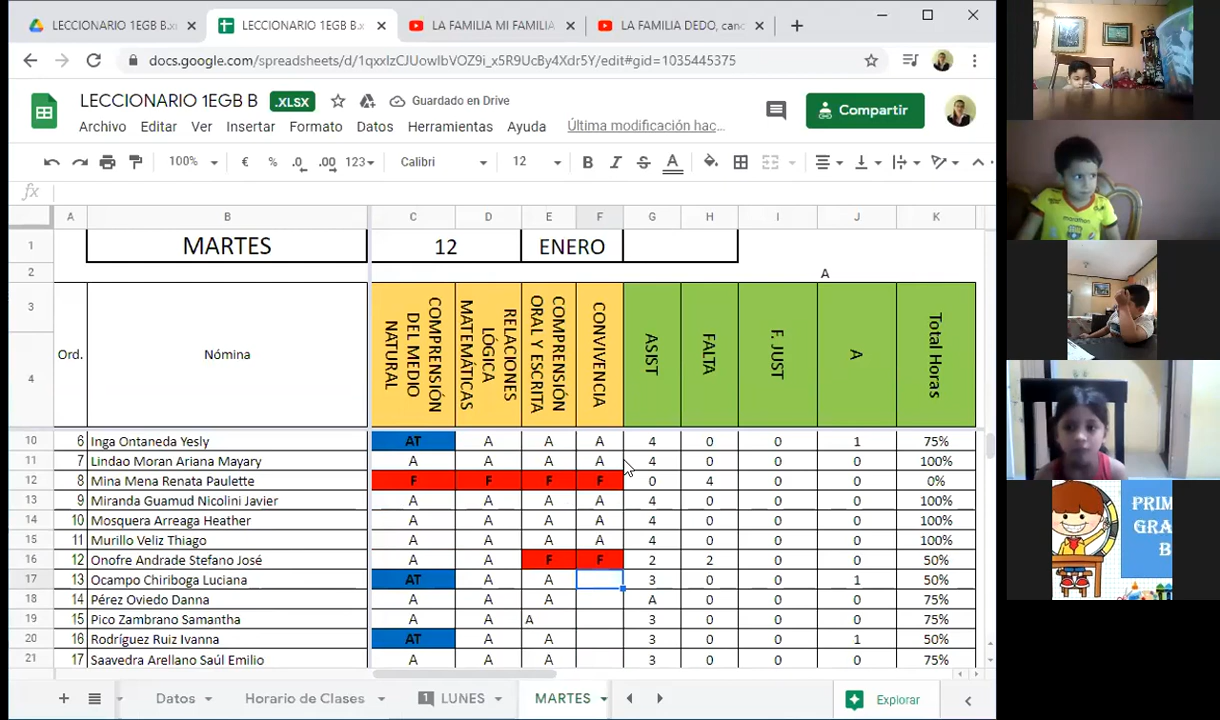 LECCIONARIO 1EGB B.x
LECCIONARIO 1EGB B.
LA FAMILIA MI FAMILIA
LA FAMILIA DEDO, canc
docs.google.com/spreadsheets/d/1qxxIzCJUowIbVOZ9i_x5R9UcBy4Xdr5Y/edit#gid=1035445375
LECCIONARIO 1EGB B .XLSX Guardado en Drive
Compartir
Archivo Editar Ver Insertar Formato Datos Herramientas Ayuda Última modificación hac...
100% € % .0 .00 123 Calibri 12 B I S A
fx
A B C D E F G H I J K
1 MARTES 12 ENERO
2 A
3
4
Ord. Nómina
COMPRENSIÓN DEL MEDIO NATURAL
RELACIONES LÓGICA MATEMÁTICAS
COMPRENSIÓN ORAL Y ESCRITA
CONVIVENCIA
ASIST
FALTA
F. JUST
A
Total Horas
10 6 Inga Ontaneda Yesly AT A A A 4 0 0 1 75%
11 7 Lindao Moran Ariana Mayary A A A A 4 0 0 0 100%
12 8 Mina Mena Renata Paulette F F F F 0 4 0 0 0%
13 9 Miranda Guamud Nicolini Javier A A A A 4 0 0 0 100%
14 10 Mosquera Arreaga Heather A A A A 4 0 0 0 100%
15 11 Murillo Veliz Thiago A A A A 4 0 0 0 100%
16 12 Onofre Andrade Stefano José A A F F 2 2 0 0 50%
17 13 Ocampo Chiriboga Luciana AT A A 3 0 0 1 50%
18 14 Pérez Oviedo Danna A A A A 0 0 0 75%
19 15 Pico Zambrano Samantha A A A 3 0 0 0 75%
20 16 Rodríguez Ruiz Ivanna AT A A 3 0 0 1 50%
21 17 Saavedra Arellano Saúl Emilio A A A 3 0 0 0 75%
Datos Horario de Clases 1 LUNES MARTES Explorar
PRIM
GRA
B